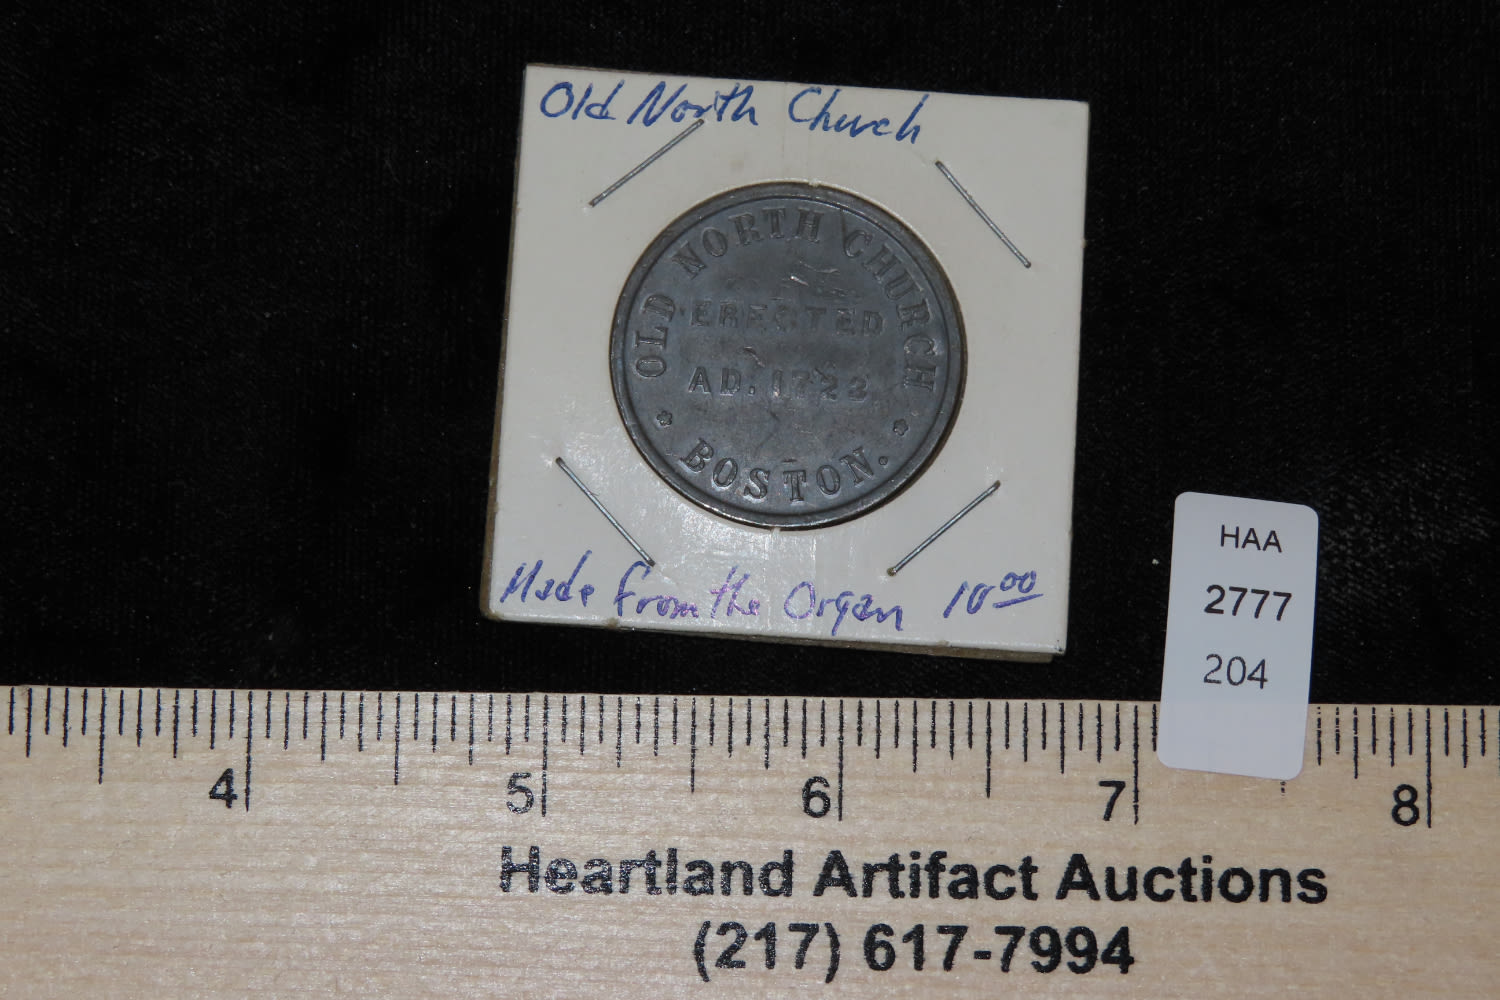 Old North Church
OLD NORTH CHURCH
ERECTED
AD. 1723
BOSTON.
Made from the Organ 10.00
HAA
2777
204
4 5 6 7 8
Heartland Artifact Auctions
(217) 617-7994